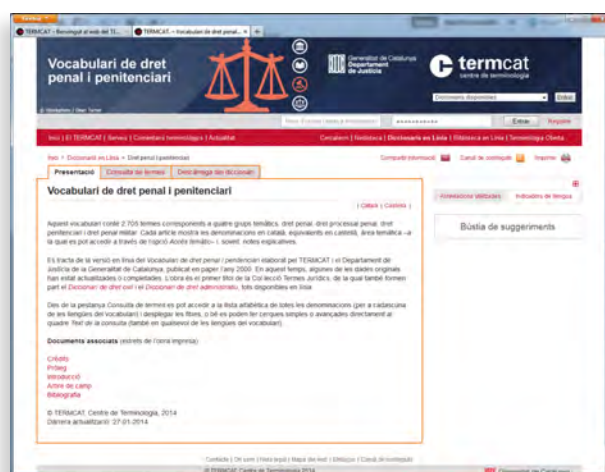 TERMCAT - Benvingut al web del TE...
TERMCAT. - Vocabulari de dret penal i...
Vocabulari de dret
penal i penitenciari
Generalitat de Catalunya
Departament
de Justícia
termcat
centre de terminologia
Diccionaris disponibles
Entrar
Registre
Inici | El TERMCAT | Serveis | Comentaris terminològics | Actualitat
Cercaterm | Neoloteca | Diccionaris en Línia | Biblioteca en Línia | Terminologia Oberta
Inici > Diccionaris en Línia > Dret penal i penitenciari
Compartir informació
Canal de continguts
Imprimir
Presentació
Consulta de termes
Descàrrega del diccionari
Vocabulari de dret penal i penitenciari
| Català | Castellà |
Aquest vocabulari conté 2.705 termes corresponents a quatre grups temàtics: dret penal, dret processal penal, dret
penitenciari i dret penal militar. Cada article mostra les denominacions en català, equivalents en castellà, àrea temàtica –a
la qual es pot accedir a través de l'opció Accés temàtic– i, sovint, notes explicatives.
Es tracta de la versió en línia del Vocabulari de dret penal i penitenciari elaborat pel TERMCAT i el Departament de
Justícia de la Generalitat de Catalunya, publicat en paper l'any 2000. En aquest temps, algunes de les dades originals
han estat actualitzades o completades. L'obra és el primer títol de la Col·lecció Termes Jurídics, de la qual també formen
part el Diccionari de dret civil i el Diccionari de dret administratiu, tots disponibles en línia.
Des de la pestanya Consulta de termes es pot accedir a la llista alfabètica de totes les denominacions (per a cadascuna
de les llengües del vocabulari) i desplegar les fitxes, o bé es poden fer cerques simples o avançades directament al
quadre Text de la consulta (també en qualsevol de les llengües del vocabulari).
Documents associats (extrets de l'obra impresa)
Crèdits
Pròleg
Introducció
Arbre de camp
Bibliografia
© TERMCAT, Centre de Terminologia, 2014
Darrera actualització: 27-01-2014
Indicadors de llengua
Bústia de suggeriments
© TERMCAT, Centre de Terminologia 2014
Generalitat de Catalunya